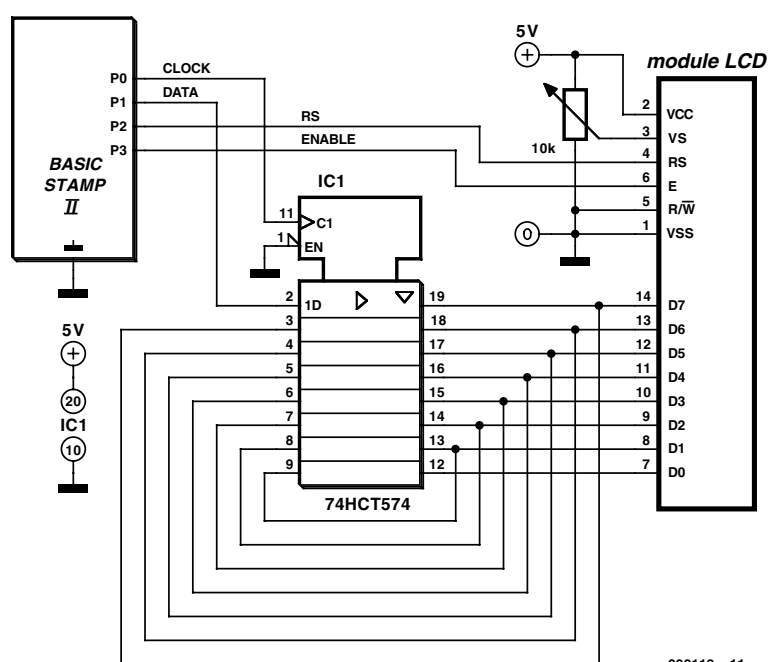 5V
module LCD
P0
CLOCK
P1
DATA
P2
RS
P3
ENABLE
BASIC
STAMP
II
10k
2 VCC
3 VS
4 RS
6 E
5 R/W̅
1 VSS
0
IC1
11 C1
1 EN
2 1D 19 14 D7
3 18 13 D6
4 17 12 D5
5 16 11 D4
6 15 10 D3
7 14 9 D2
8 13 8 D1
9 12 7 D0
5V
20
IC1
10
74HCT574